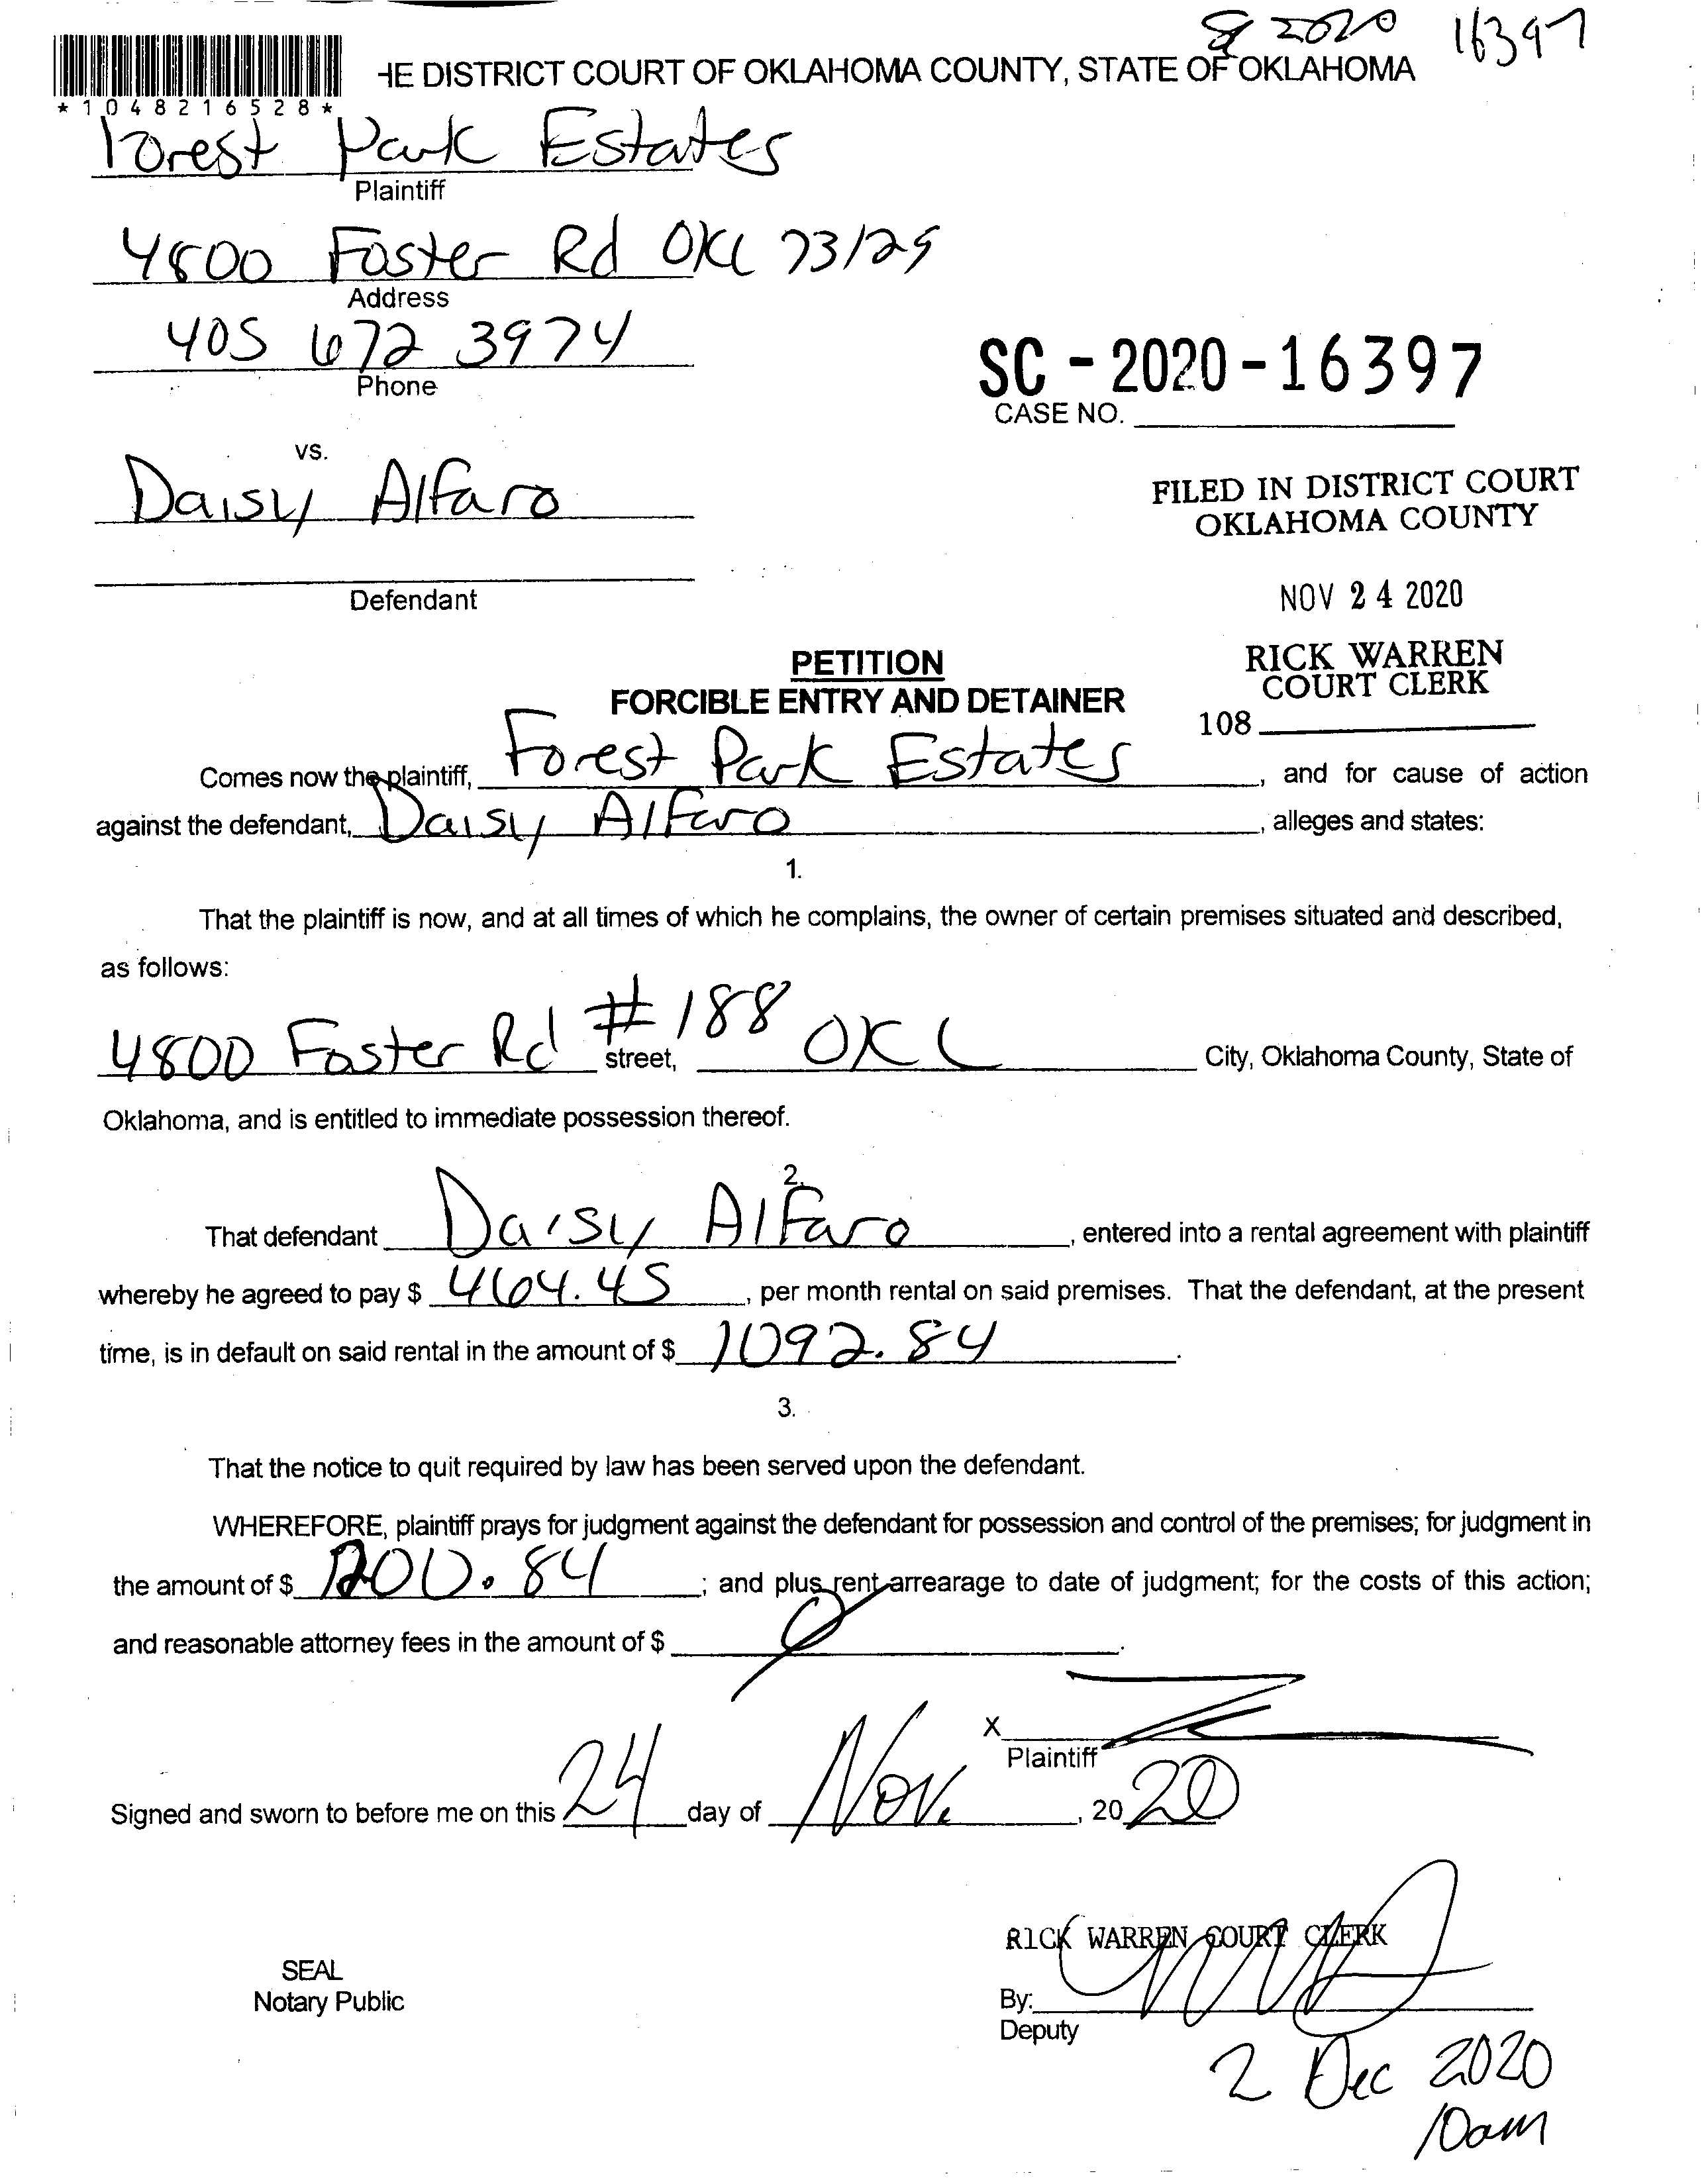 SC 2020 16397
HE DISTRICT COURT OF OKLAHOMA COUNTY, STATE OF OKLAHOMA
*1048216528*
Forest Park Estates
Plaintiff
4800 Foster Rd OKC 73129
Address
405 672 3974
Phone
SC - 2020 - 16397
CASE NO.
vs.
Daisy Alfaro
FILED IN DISTRICT COURT
OKLAHOMA COUNTY
Defendant
NOV 24 2020
RICK WARREN
COURT CLERK
108
PETITION
FORCIBLE ENTRY AND DETAINER
Comes now the plaintiff, Forest Park Estates, and for cause of action
against the defendant, Daisy Alfaro, alleges and states:
1.
That the plaintiff is now, and at all times of which he complains, the owner of certain premises situated and described,
as follows:
4800 Foster Rd #188 street, OKC City, Oklahoma County, State of
Oklahoma, and is entitled to immediate possession thereof.
2.
That defendant Daisy Alfaro, entered into a rental agreement with plaintiff
whereby he agreed to pay $ 464.45, per month rental on said premises. That the defendant, at the present
time, is in default on said rental in the amount of $ 1092.84.
3.
That the notice to quit required by law has been served upon the defendant.
WHEREFORE, plaintiff prays for judgment against the defendant for possession and control of the premises; for judgment in
the amount of $ 1200.84; and plus rent arrearage to date of judgment; for the costs of this action;
and reasonable attorney fees in the amount of $ 0.
X
Plaintiff
Signed and sworn to before me on this 24 day of Nov., 2020
RICK WARREN COURT CLERK
SEAL
Notary Public
By:
Deputy
2 Dec 2020
10am